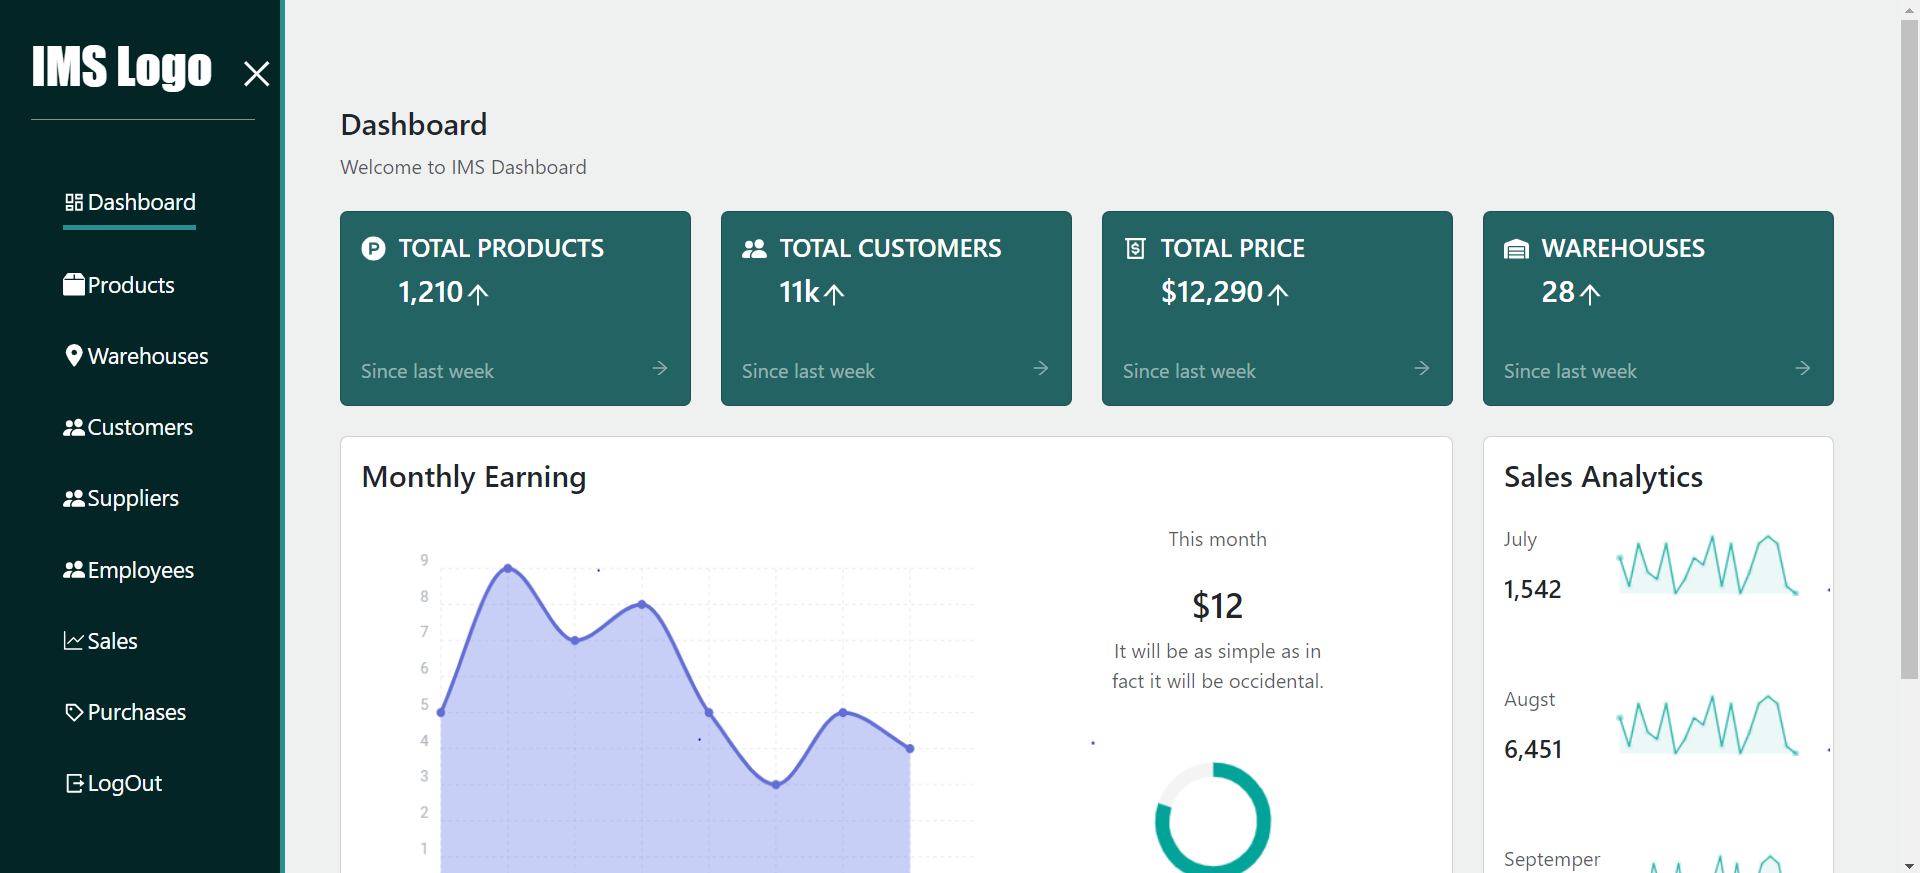 IMS Logo
Dashboard
Products
Warehouses
Customers
Suppliers
Employees
Sales
Purchases
LogOut
Dashboard
Welcome to IMS Dashboard
TOTAL PRODUCTS
1,210
Since last week
TOTAL CUSTOMERS
11k
Since last week
TOTAL PRICE
$12,290
Since last week
WAREHOUSES
28
Since last week
Monthly Earning
9
8
7
6
5
4
3
2
1
This month
$12
It will be as simple as in
fact it will be occidental.
Sales Analytics
July
1,542
Augst
6,451
Septemper